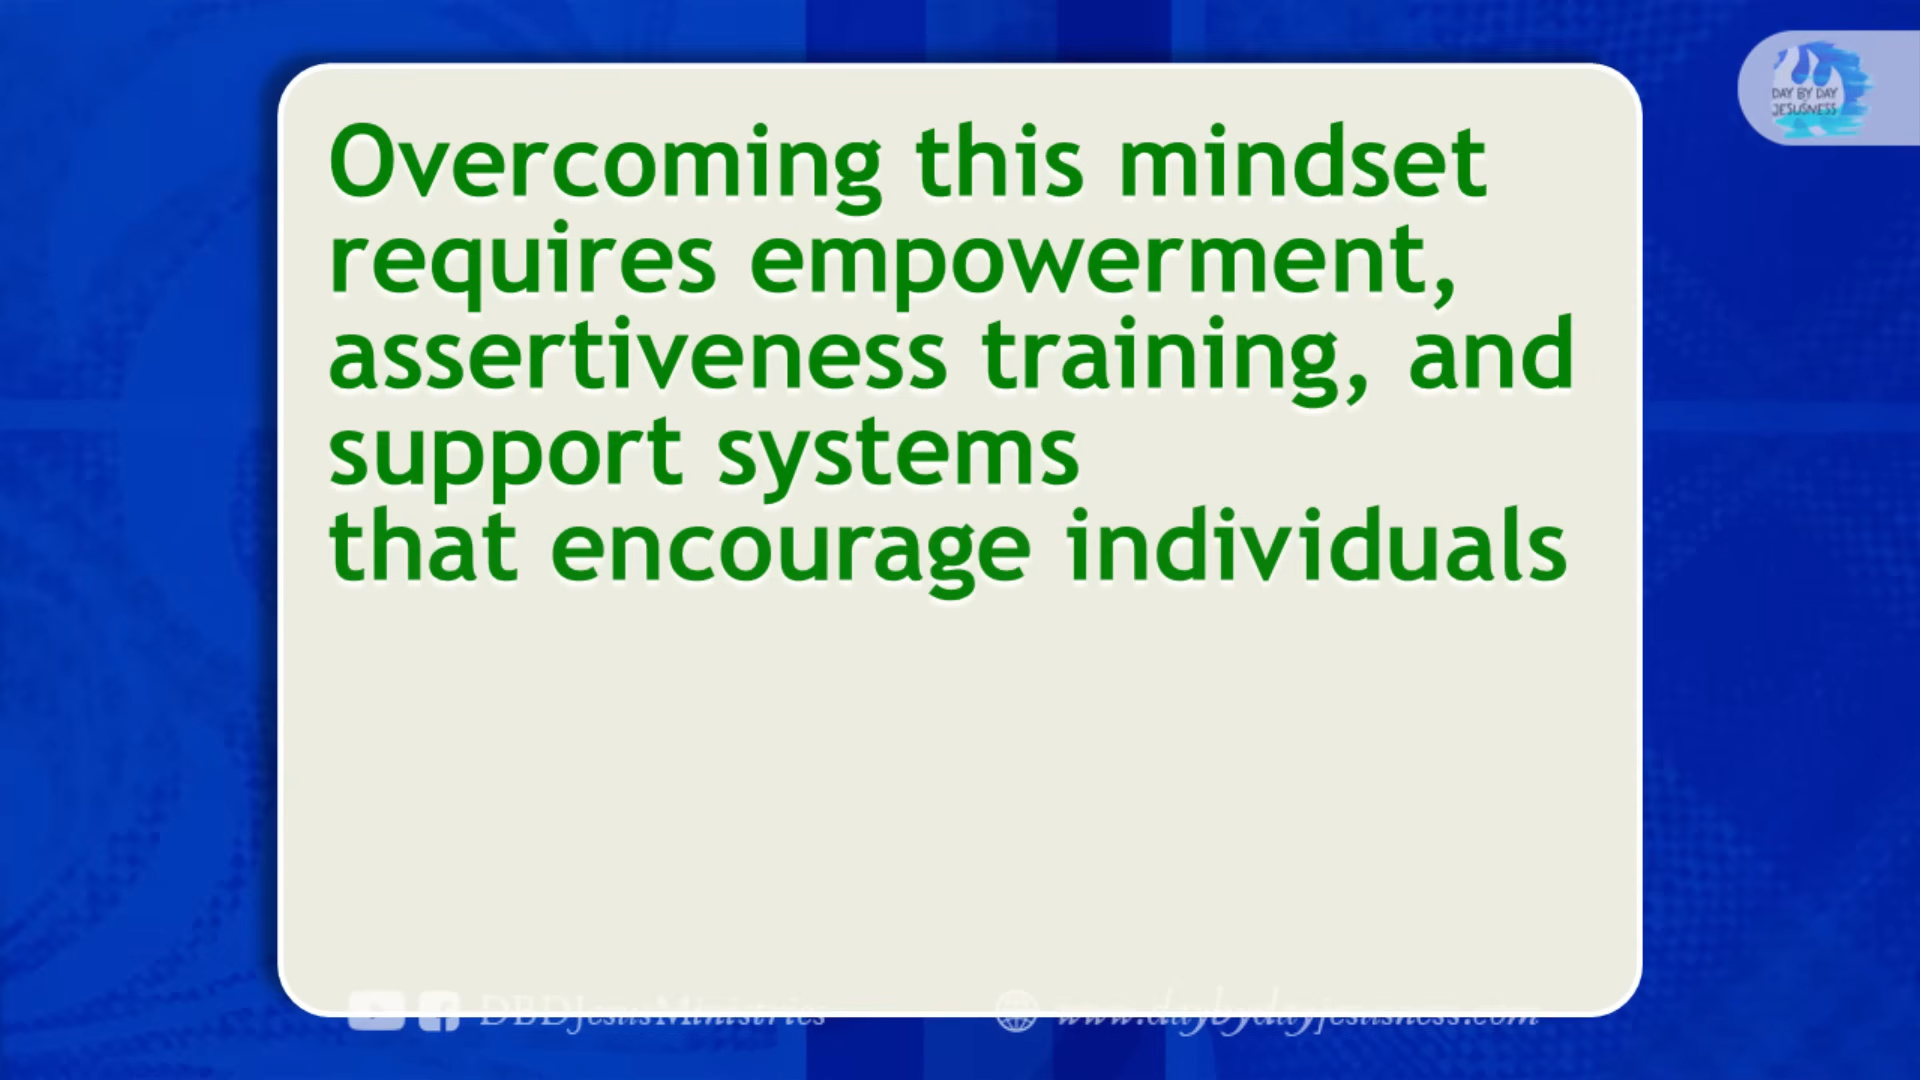 DAY BY DAY
JESUSNESS
Overcoming this mindset
requires empowerment,
assertiveness training, and
support systems
that encourage individuals
DBDJesusMinistries
www.daybydayjesusness.com